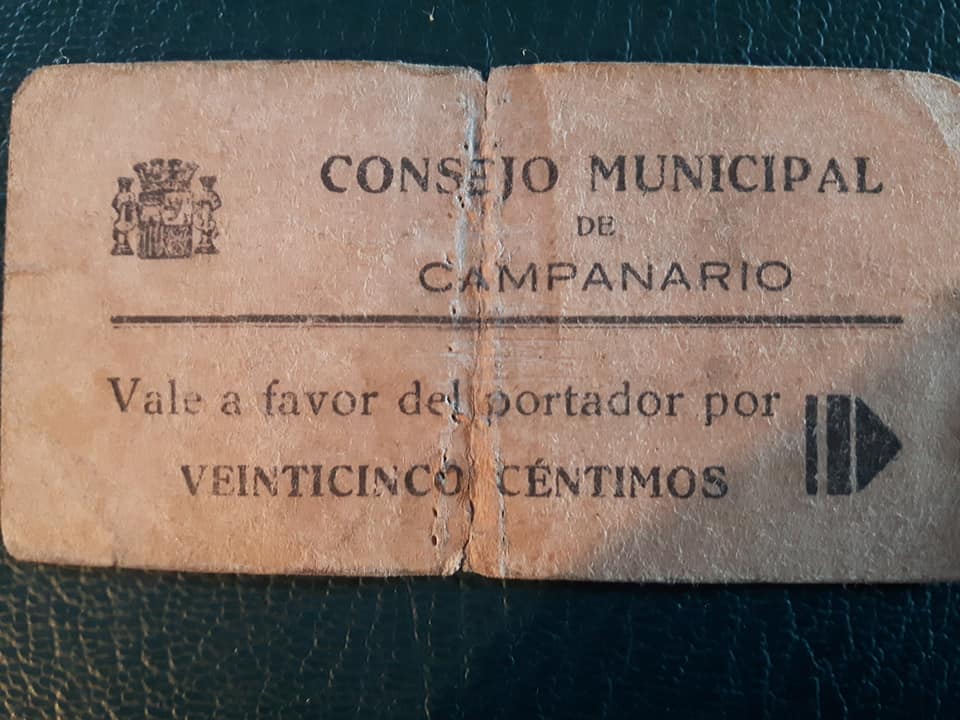 CONSEJO MUNICIPAL
DE
CAMPANARIO
Vale a favor del portador por
VEINTICINCO CÉNTIMOS